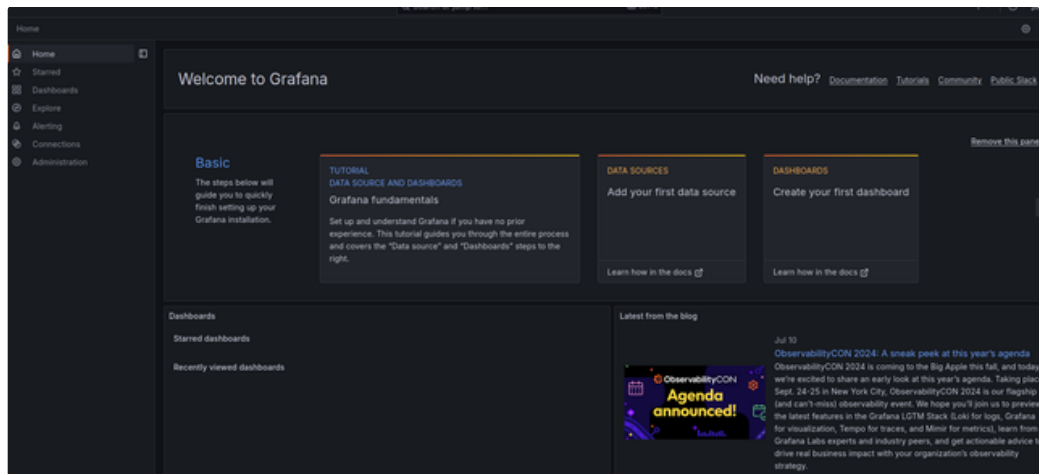 Home
Home
Starred
Dashboards
Explore
Alerting
Connections
Administration
Welcome to Grafana
Need help? Documentation Tutorials Community Public Slack
Remove this pane
Basic
The steps below will
guide you to quickly
finish setting up your
Grafana installation.
TUTORIAL
DATA SOURCE AND DASHBOARDS
Grafana fundamentals
Set up and understand Grafana if you have no prior
experience. This tutorial guides you through the entire process
and covers the "Data source" and "Dashboards" steps to the
right.
DATA SOURCES
Add your first data source
Learn how in the docs
DASHBOARDS
Create your first dashboard
Learn how in the docs
Dashboards
Starred dashboards
Recently viewed dashboards
Latest from the blog
ObservabilityCON
Agenda
announced!
Jul 10
ObservabilityCON 2024: A sneak peek at this year's agenda
ObservabilityCON 2024 is coming to the Big Apple this fall, and today
we're excited to share an early look at this year's agenda. Taking plac
Sept. 24-25 in New York City, ObservabilityCON 2024 is our flagship
(and can't-miss) observability event. We hope you'll join us to preview
the latest features in the Grafana LGTM Stack (Loki for logs, Grafana
for visualization, Tempo for traces, and Mimir for metrics), learn from
Grafana Labs experts and industry peers, and get actionable advice t
drive real business impact with your organization's observability
strategy.